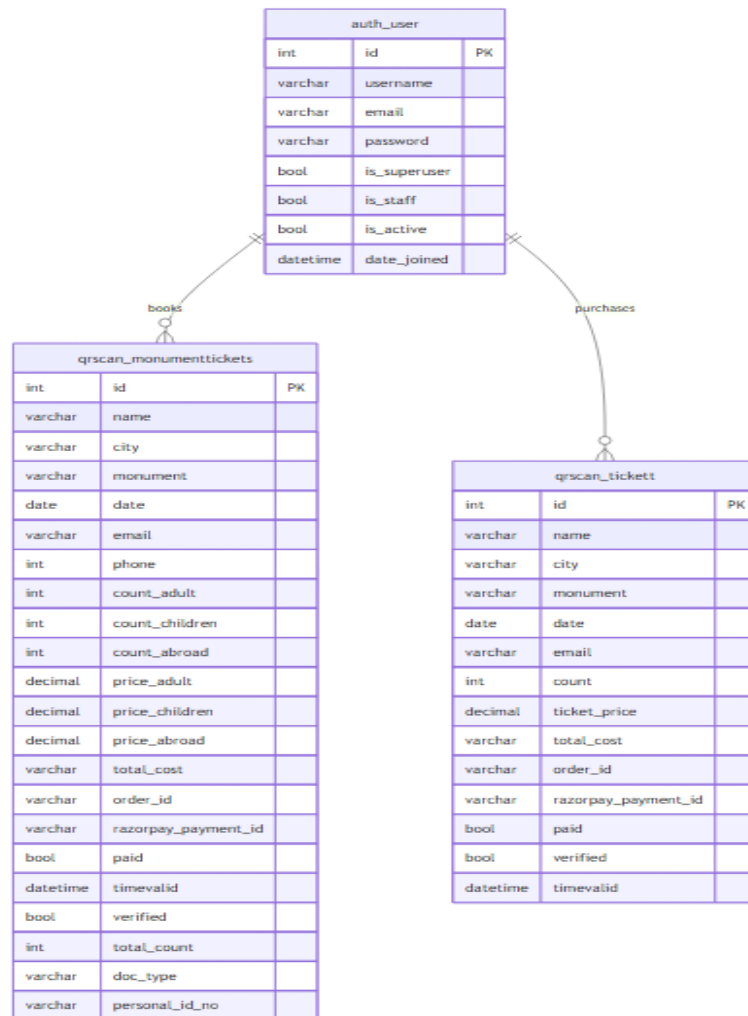 auth_user
int id PK
varchar username
varchar email
varchar password
bool is_superuser
bool is_staff
bool is_active
datetime date_joined
books
purchases
qrscan_monumenttickets
int id PK
varchar name
varchar city
varchar monument
date date
varchar email
int phone
int count_adult
int count_children
int count_abroad
decimal price_adult
decimal price_children
decimal price_abroad
varchar total_cost
varchar order_id
varchar razorpay_payment_id
bool paid
datetime timevalid
bool verified
int total_count
varchar doc_type
varchar personal_id_no
qrscan_tickett
int id PK
varchar name
varchar city
varchar monument
date date
varchar email
int count
decimal ticket_price
varchar total_cost
varchar order_id
varchar razorpay_payment_id
bool paid
bool verified
datetime timevalid